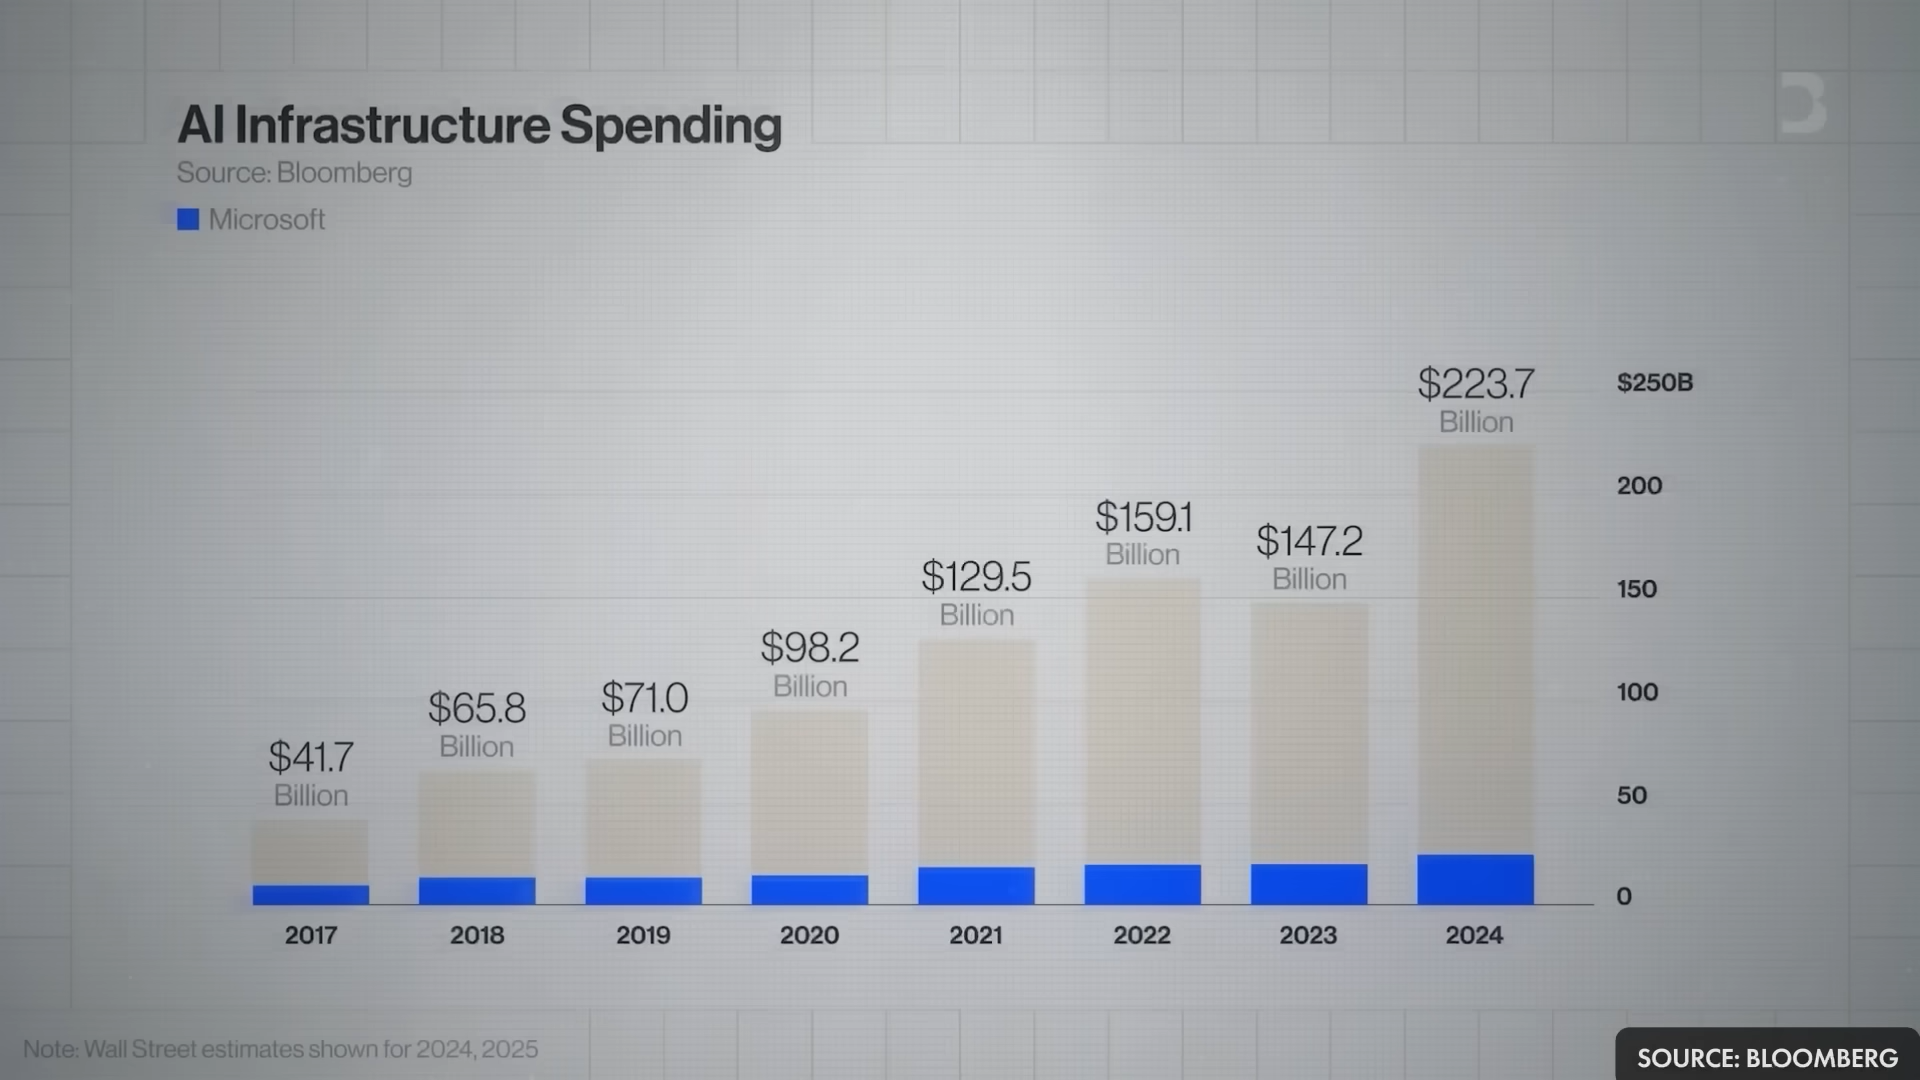 AI Infrastructure Spending
Source: Bloomberg
Microsoft
$223.7
Billion
$250B
200
$159.1
Billion
$147.2
Billion
$129.5
Billion
150
$98.2
Billion
$71.0
Billion
$65.8
Billion
100
$41.7
Billion
50
0
2017 2018 2019 2020 2021 2022 2023 2024
Note: Wall Street estimates shown for 2024, 2025
SOURCE: BLOOMBERG